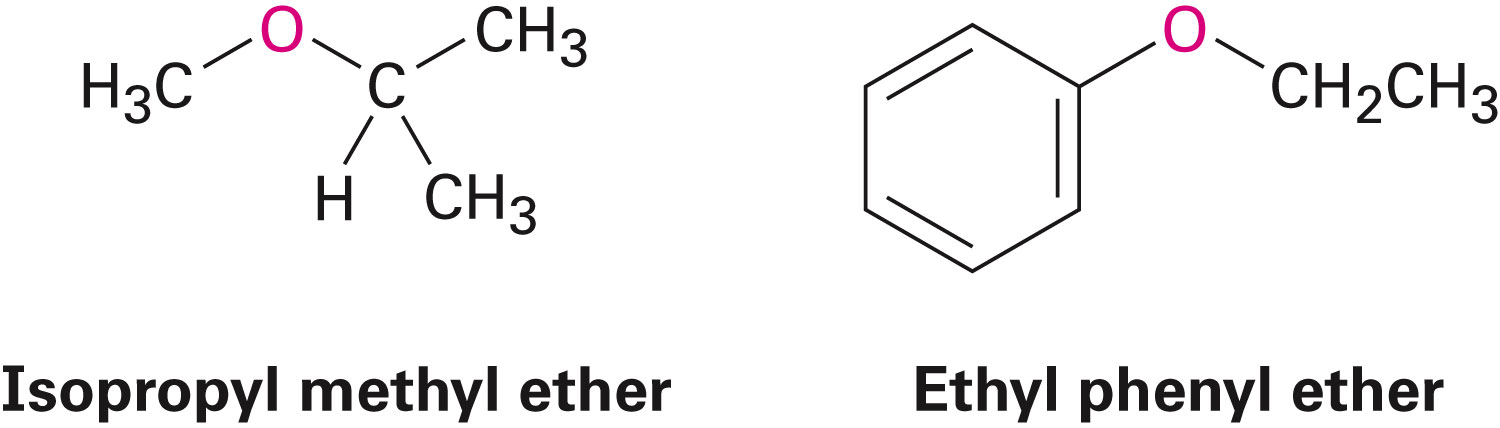 O
CH₃
O
H₃C
C
CH₂CH₃
H
CH₃
Isopropyl methyl ether
Ethyl phenyl ether